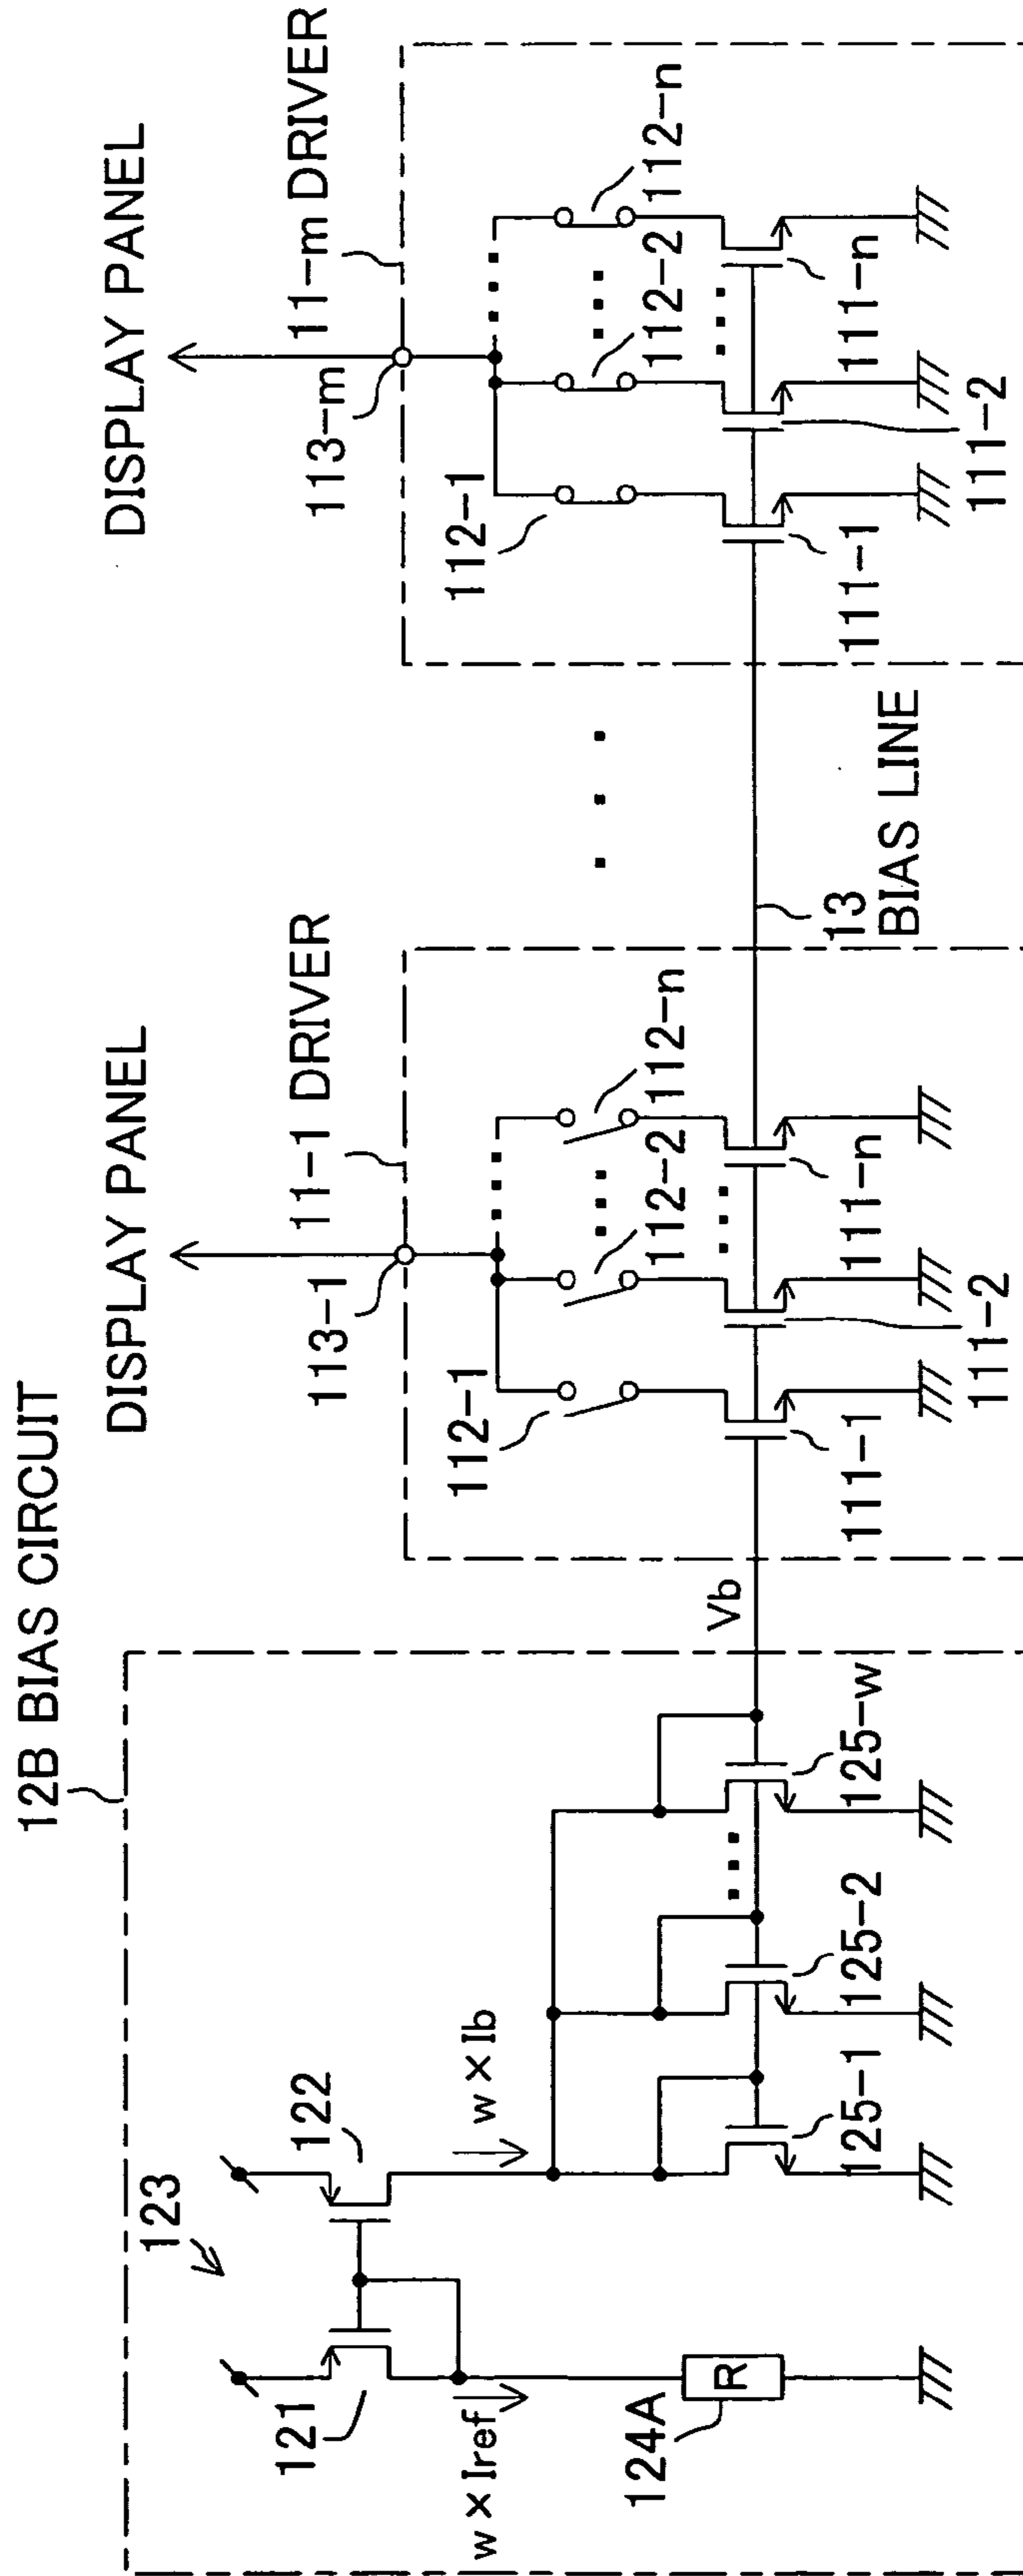 12B BIAS CIRCUIT
123
121
122
w×Iref
w×Ib
124A
R
125-1
125-2
125-w
Vb
DISPLAY PANEL
11-1 DRIVER
113-1
112-1
112-2
112-n
111-1
111-2
111-n
13
BIAS LINE
DISPLAY PANEL
11-m DRIVER
113-m
112-1
112-2
112-n
111-1
111-2
111-n